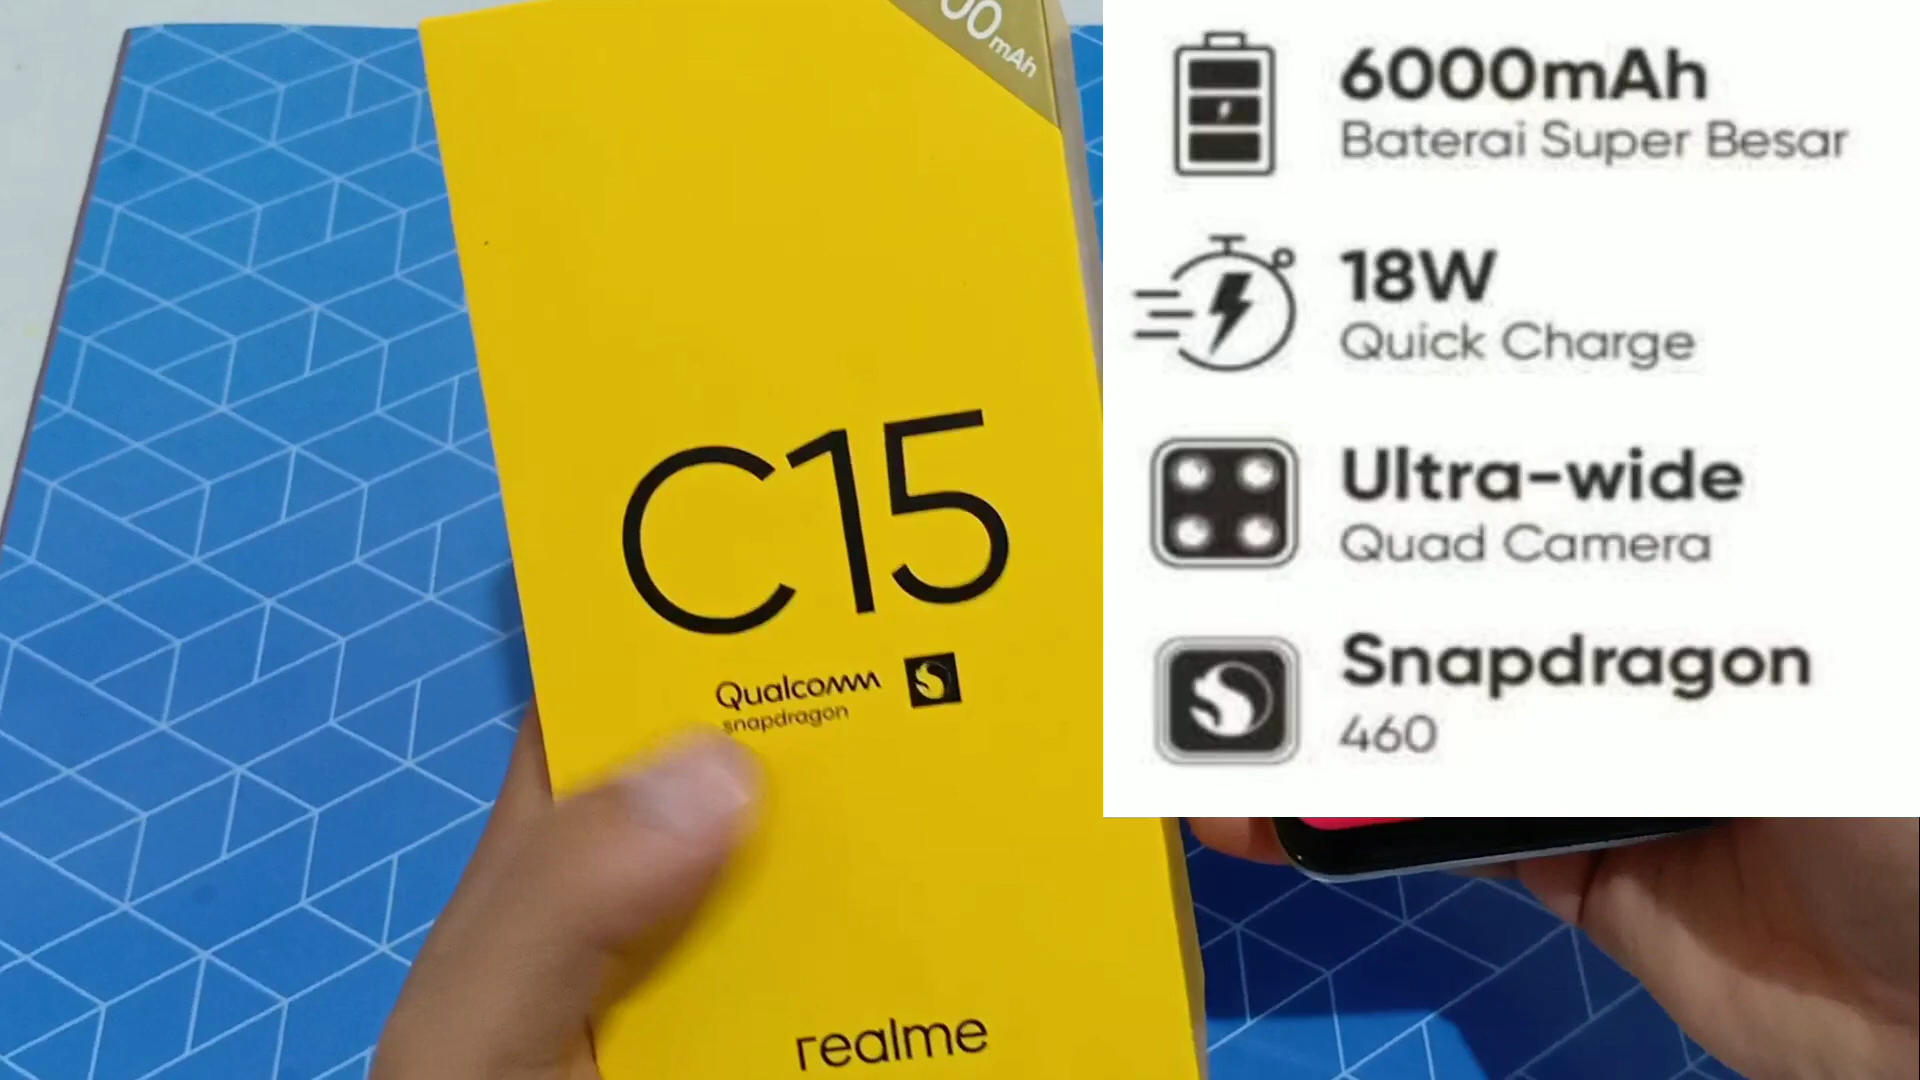 00mAh
C15
Qualcomm
snapdragon
realme
6000mAh
Baterai Super Besar
18W
Quick Charge
Ultra-wide
Quad Camera
Snapdragon
460